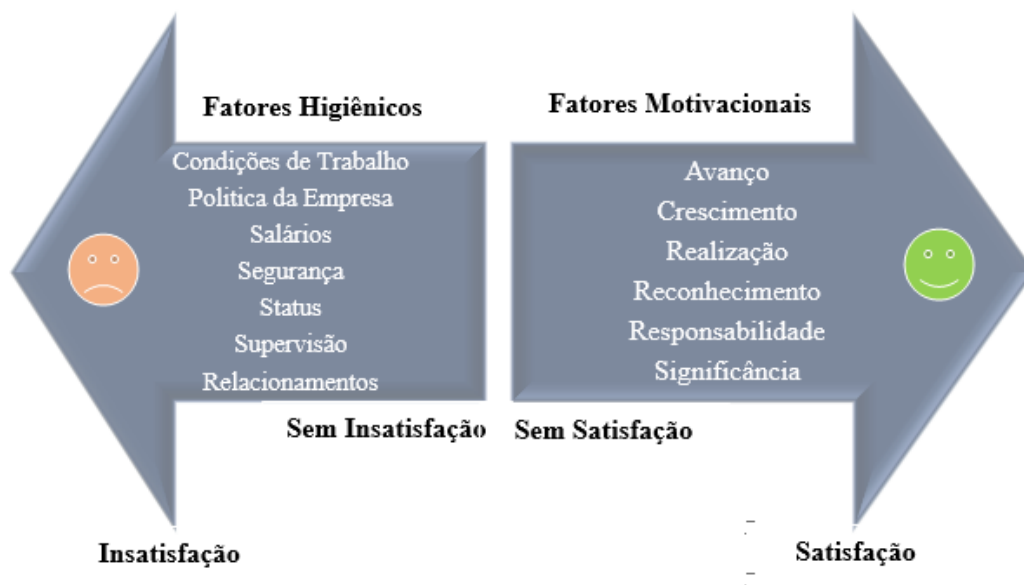 Fatores Higiênicos
Condições de Trabalho
Politica da Empresa
Salários
Segurança
Status
Supervisão
Relacionamentos
Sem Insatisfação
Insatisfação
Fatores Motivacionais
Avanço
Crescimento
Realização
Reconhecimento
Responsabilidade
Significância
Sem Satisfação
Satisfação